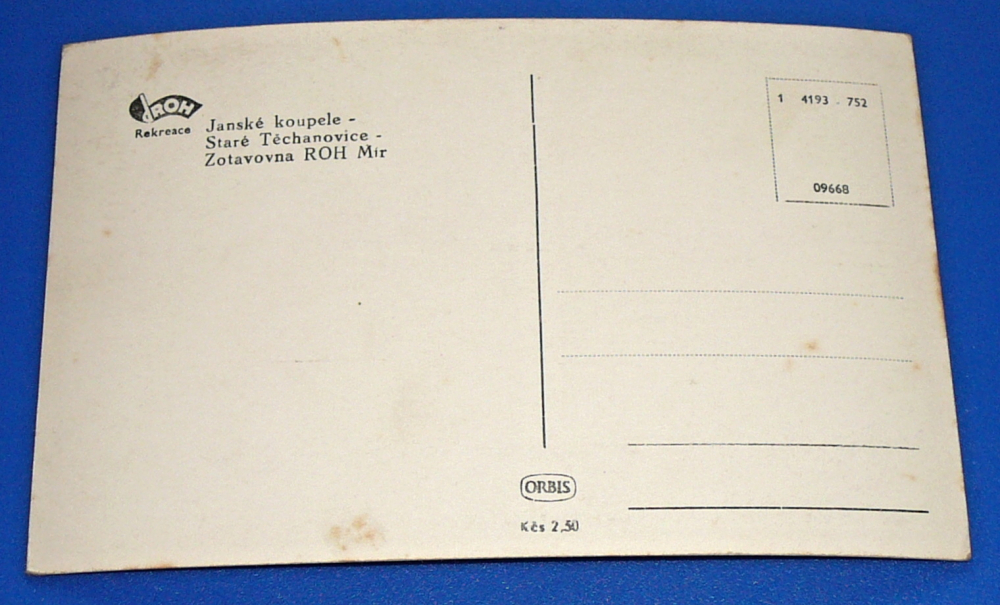 ROH
Rekreace
Janské koupele -
Staré Těchanovice -
Zotavovna ROH Mír
1 4193 - 752
09668
ORBIS
Kčs 2,50